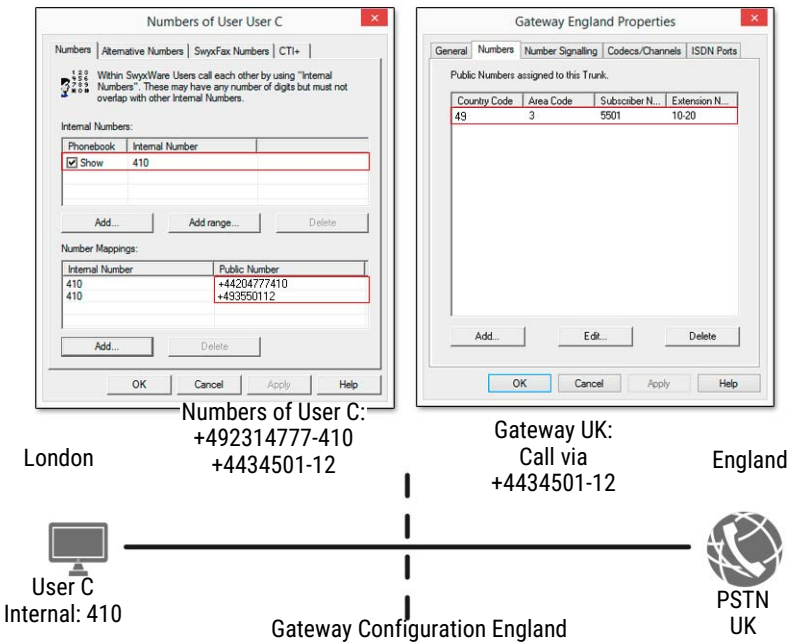 Numbers of User User C
Numbers
Alternative Numbers
SwyxFax Numbers
CTI+
Within SwyxWare Users call each other by using "Internal
Numbers". These may have any number of digits but must not
overlap with other Internal Numbers.
Internal Numbers:
Phonebook
Internal Number
Show
410
Add...
Add range...
Delete
Number Mappings:
Internal Number
Public Number
410
+44204777410
410
+493550112
Add...
Delete
OK
Cancel
Apply
Help
Gateway England Properties
General
Numbers
Number Signalling
Codecs/Channels
ISDN Ports
Public Numbers assigned to this Trunk.
Country Code
Area Code
Subscriber N...
Extension N...
49
3
5501
10-20
Add...
Edit...
Delete
OK
Cancel
Apply
Help
Numbers of User C:
+492314777-410
+4434501-12
Gateway UK:
Call via
+4434501-12
London
England
User C
Internal: 410
PSTN
UK
Gateway Configuration England